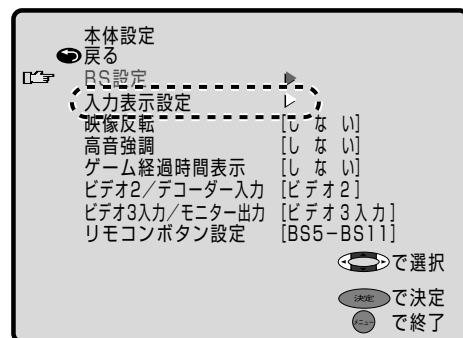 本体設定
戻る
BS設定
入力表示設定
映像反転 [し な い]
高音強調 [し な い]
ゲーム経過時間表示 [し な い]
ビデオ2／デコーダー入力 [ビデオ2]
ビデオ3入力／モニター出力 [ビデオ3入力]
リモコンボタン設定 [BS5−BS11]
で選択
決定 で決定
メニュー で終了